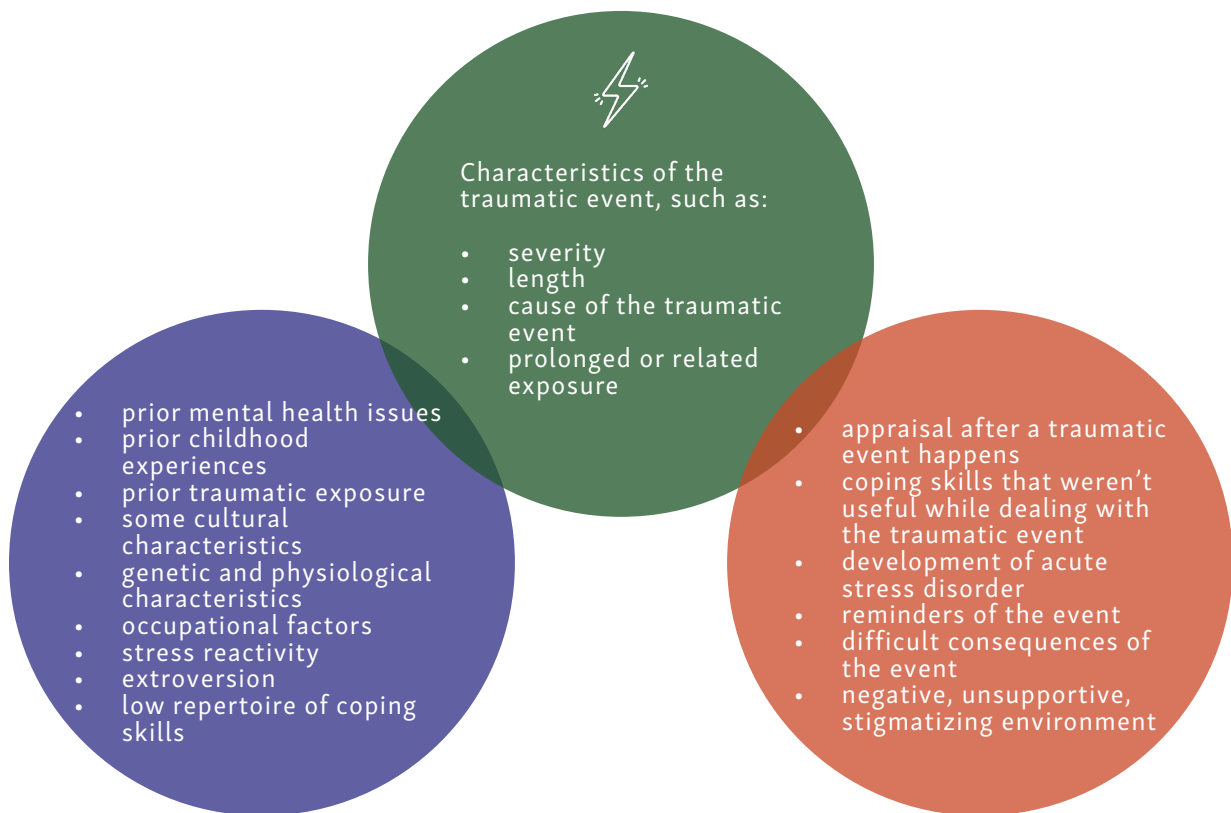 Characteristics of the
traumatic event, such as:
• severity
• length
• cause of the traumatic
event
• prolonged or related
exposure
• prior mental health issues
• prior childhood
experiences
• prior traumatic exposure
• some cultural
characteristics
• genetic and physiological
characteristics
• occupational factors
• stress reactivity
• extroversion
• low repertoire of coping
skills
• appraisal after a traumatic
event happens
• coping skills that weren’t
useful while dealing with
the traumatic event
• development of acute
stress disorder
• reminders of the event
• difficult consequences of
the event
• negative, unsupportive,
stigmatizing environment